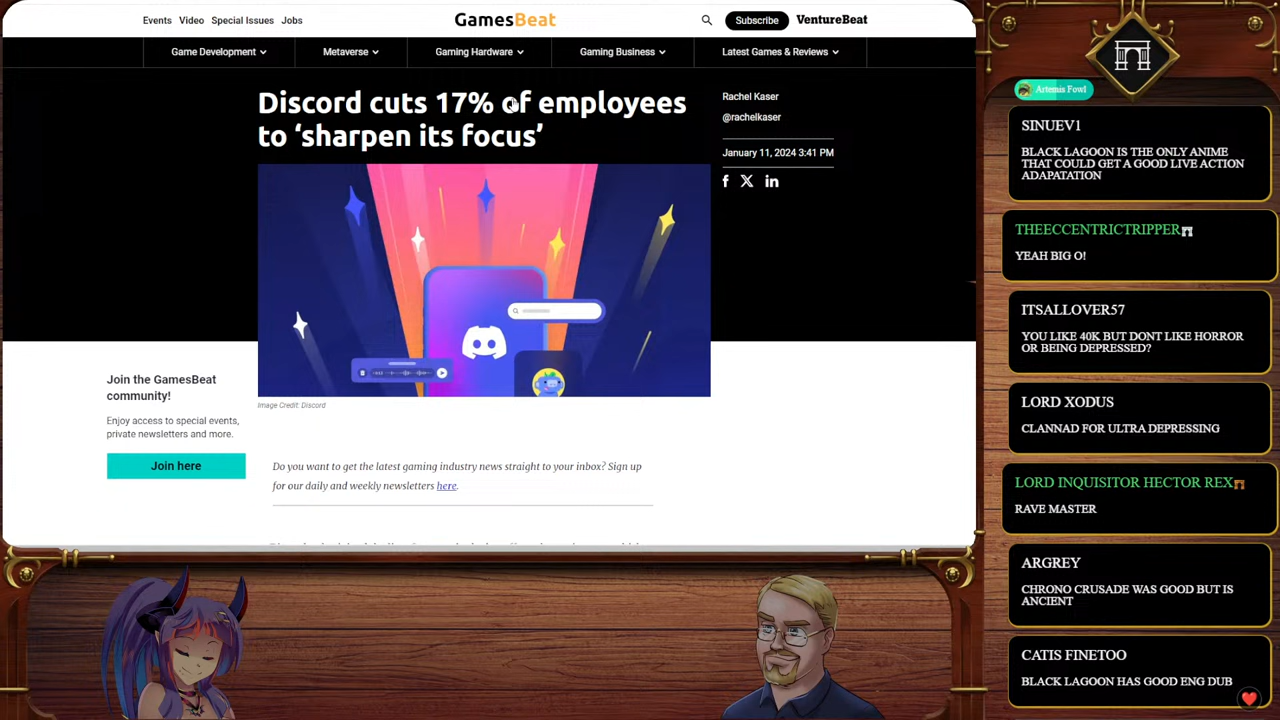 Events Video Special Issues Jobs
GamesBeat
Subscribe
VentureBeat
Game Development
Metaverse
Gaming Hardware
Gaming Business
Latest Games & Reviews
Discord cuts 17% of employees
to ‘sharpen its focus’
Rachel Kaser
@rachelkaser
January 11, 2024 3:41 PM
Image Credit: Discord
Join the GamesBeat
community!
Enjoy access to special events,
private newsletters and more.
Join here
Do you want to get the latest gaming industry news straight to your inbox? Sign up
for our daily and weekly newsletters here.
Artemis Fowl
SINUEV1
BLACK LAGOON IS THE ONLY ANIME
THAT COULD GET A GOOD LIVE ACTION
ADAPATATION
THEECCENTRICTRIPPER
YEAH BIG O!
ITSALLOVER57
YOU LIKE 40K BUT DONT LIKE HORROR
OR BEING DEPRESSED?
LORD XODUS
CLANNAD FOR ULTRA DEPRESSING
LORD INQUISITOR HECTOR REX
RAVE MASTER
ARGREY
CHRONO CRUSADE WAS GOOD BUT IS
ANCIENT
CATIS FINETOO
BLACK LAGOON HAS GOOD ENG DUB